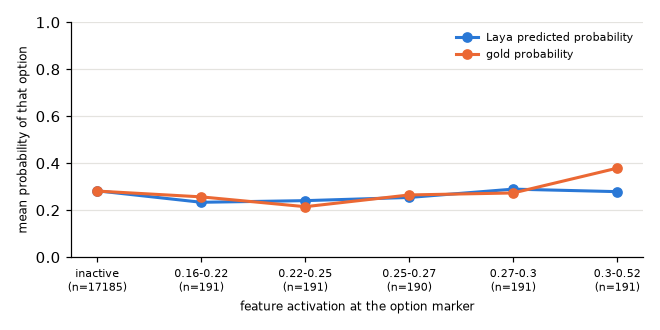 Laya predicted probability
gold probability
mean probability of that option
1.0
0.8
0.6
0.4
0.2
0.0
inactive
(n=17185)
0.16-0.22
(n=191)
0.22-0.25
(n=191)
0.25-0.27
(n=190)
0.27-0.3
(n=191)
0.3-0.52
(n=191)
feature activation at the option marker